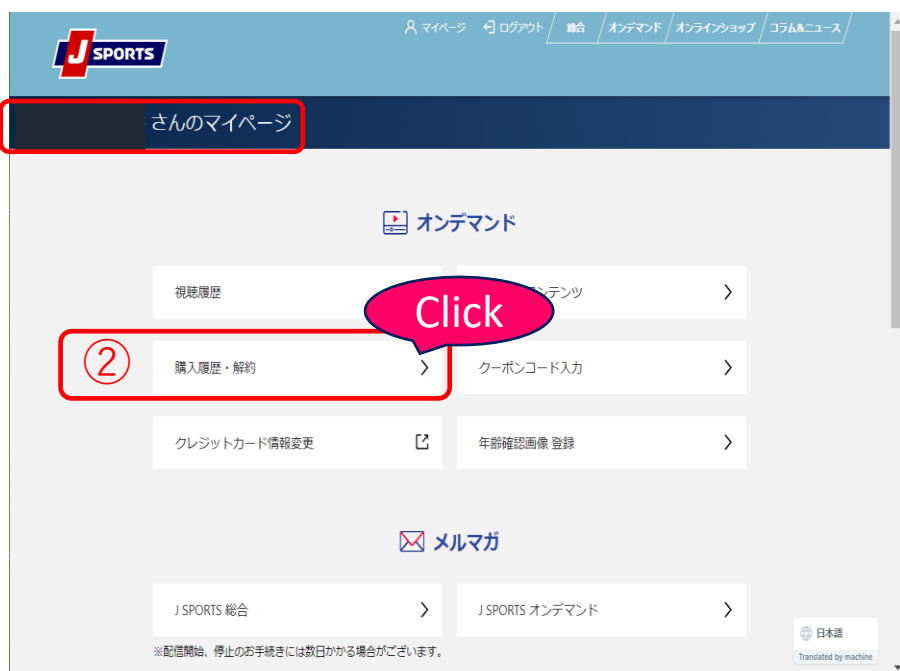 マイページ ログアウト 総合 オンデマンド オンラインショップ コラム&ニュース
J SPORTS
さんのマイページ
オンデマンド
視聴履歴
ンテンツ
Click
② 購入履歴・解約
クーポンコード入力
クレジットカード情報変更
年齢確認画像 登録
メルマガ
J SPORTS 総合
J SPORTS オンデマンド
※配信開始、停止のお手続きには数日かかる場合がございます。
日本語
Translated by machine